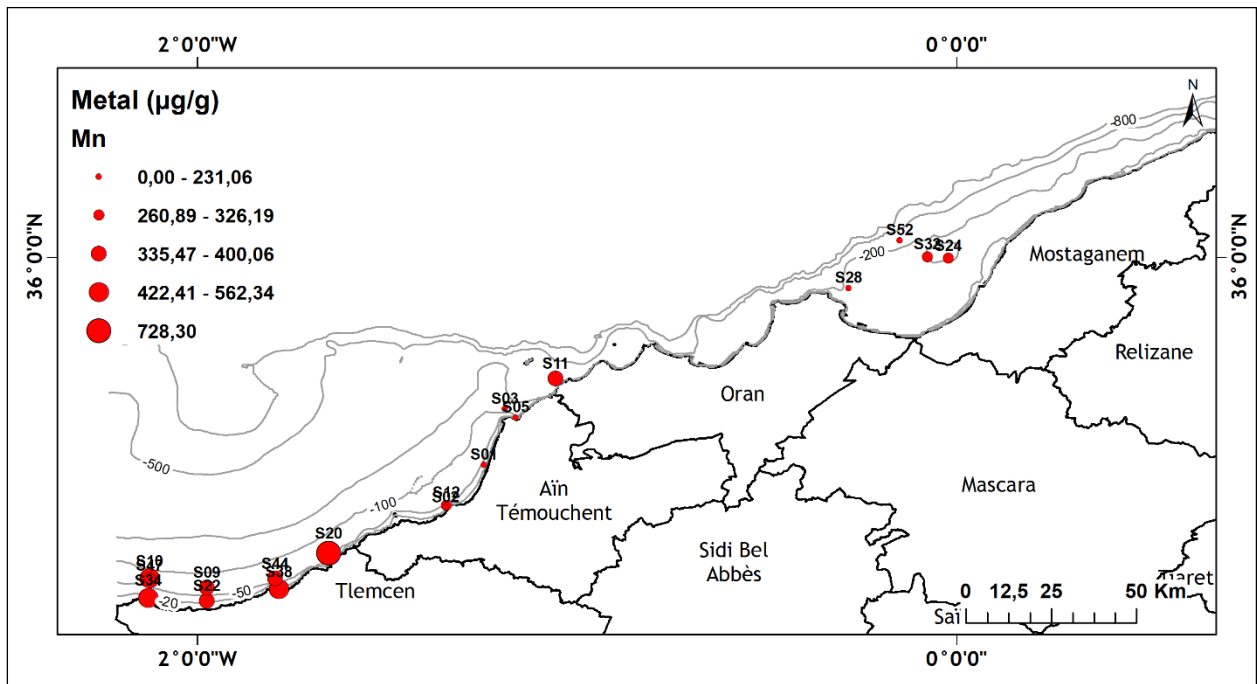 2°0'0"W
0°0'0"
Metal (µg/g)
Mn
0,00 - 231,06
260,89 - 326,19
335,47 - 400,06
422,41 - 562,34
728,30
N
-800
36°0'0"N
36°0'0"N
S52
-200
S33
S24
S28
Mostaganem
Relizane
S11
S03
S05
Oran
-500
S01
Aïn
Témouchent
Mascara
-100
S12
S02
S20
Sidi Bel
Abbès
S47
S34
S09
S22
S44
S38
-50
-20
Tlemcen
0
12,5
25
50 Km
2°0'0"W
0°0'0"